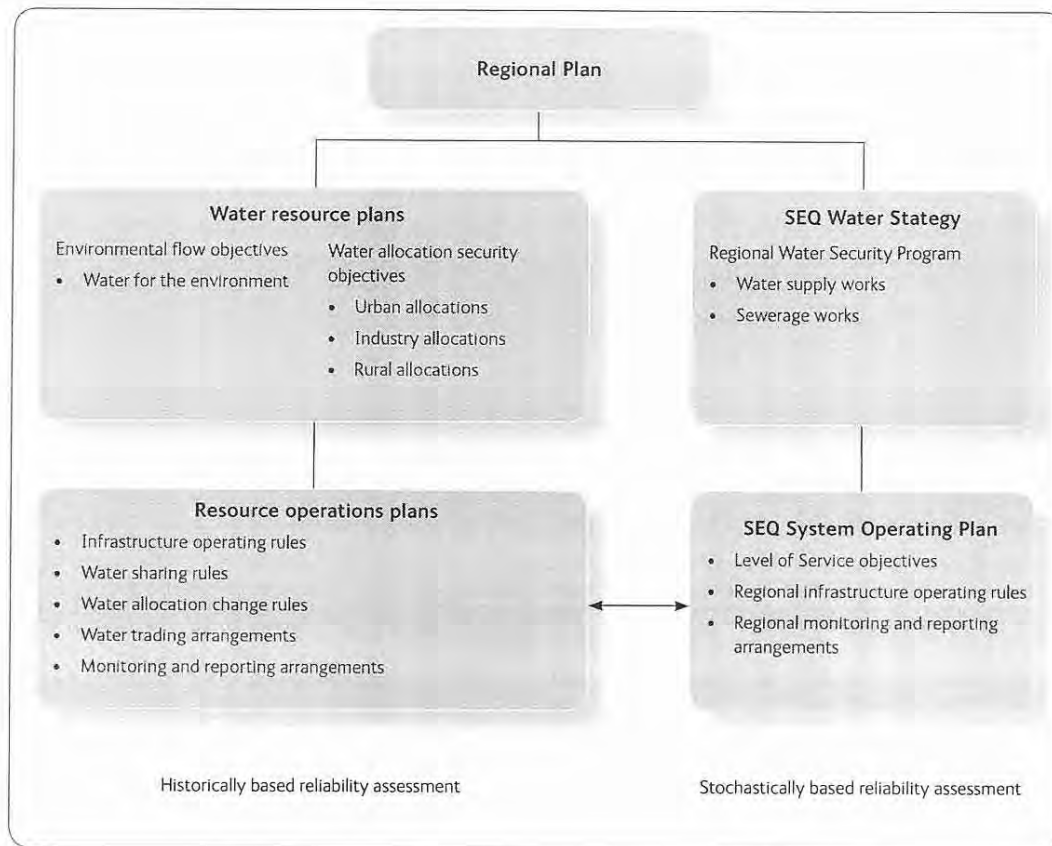 Regional Plan
Water resource plans
Environmental flow objectives
• Water for the environment
Water allocation security
objectives
• Urban allocations
• Industry allocations
• Rural allocations
SEQ Water Stategy
Regional Water Security Program
• Water supply works
• Sewerage works
Resource operations plans
• Infrastructure operating rules
• Water sharing rules
• Water allocation change rules
• Water trading arrangements
• Monitoring and reporting arrangements
SEQ System Operating Plan
• Level of Service objectives
• Regional infrastructure operating rules
• Regional monitoring and reporting
arrangements
Historically based reliability assessment
Stochastically based reliability assessment